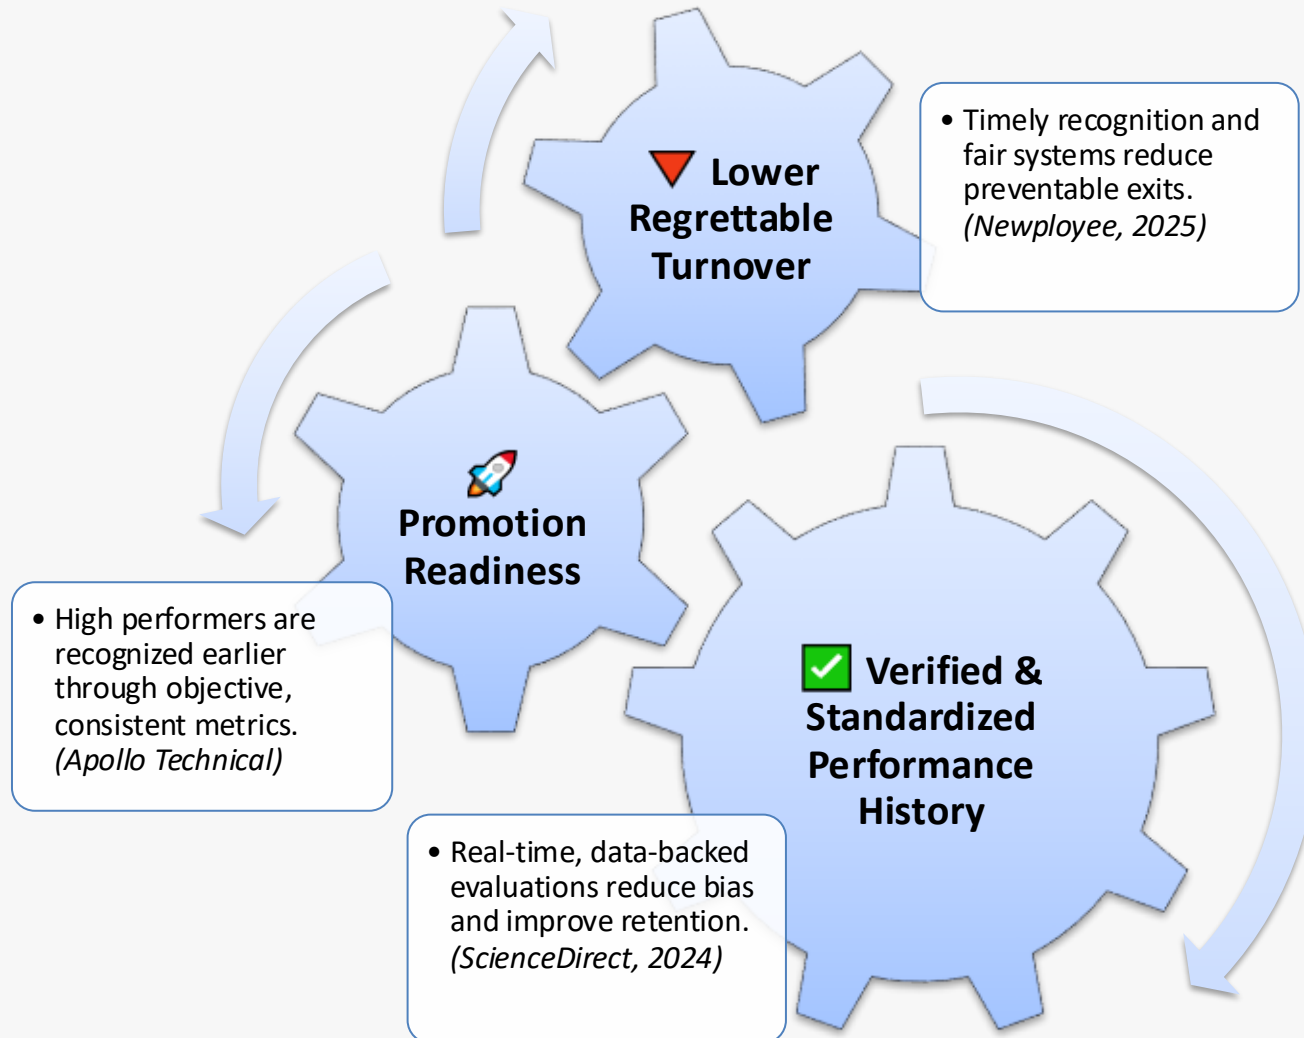 Lower
Regrettable
Turnover
• Timely recognition and
fair systems reduce
preventable exits.
(Newployee, 2025)
Promotion
Readiness
• High performers are
recognized earlier
through objective,
consistent metrics.
(Apollo Technical)
Verified &
Standardized
Performance
History
• Real-time, data-backed
evaluations reduce bias
and improve retention.
(ScienceDirect, 2024)